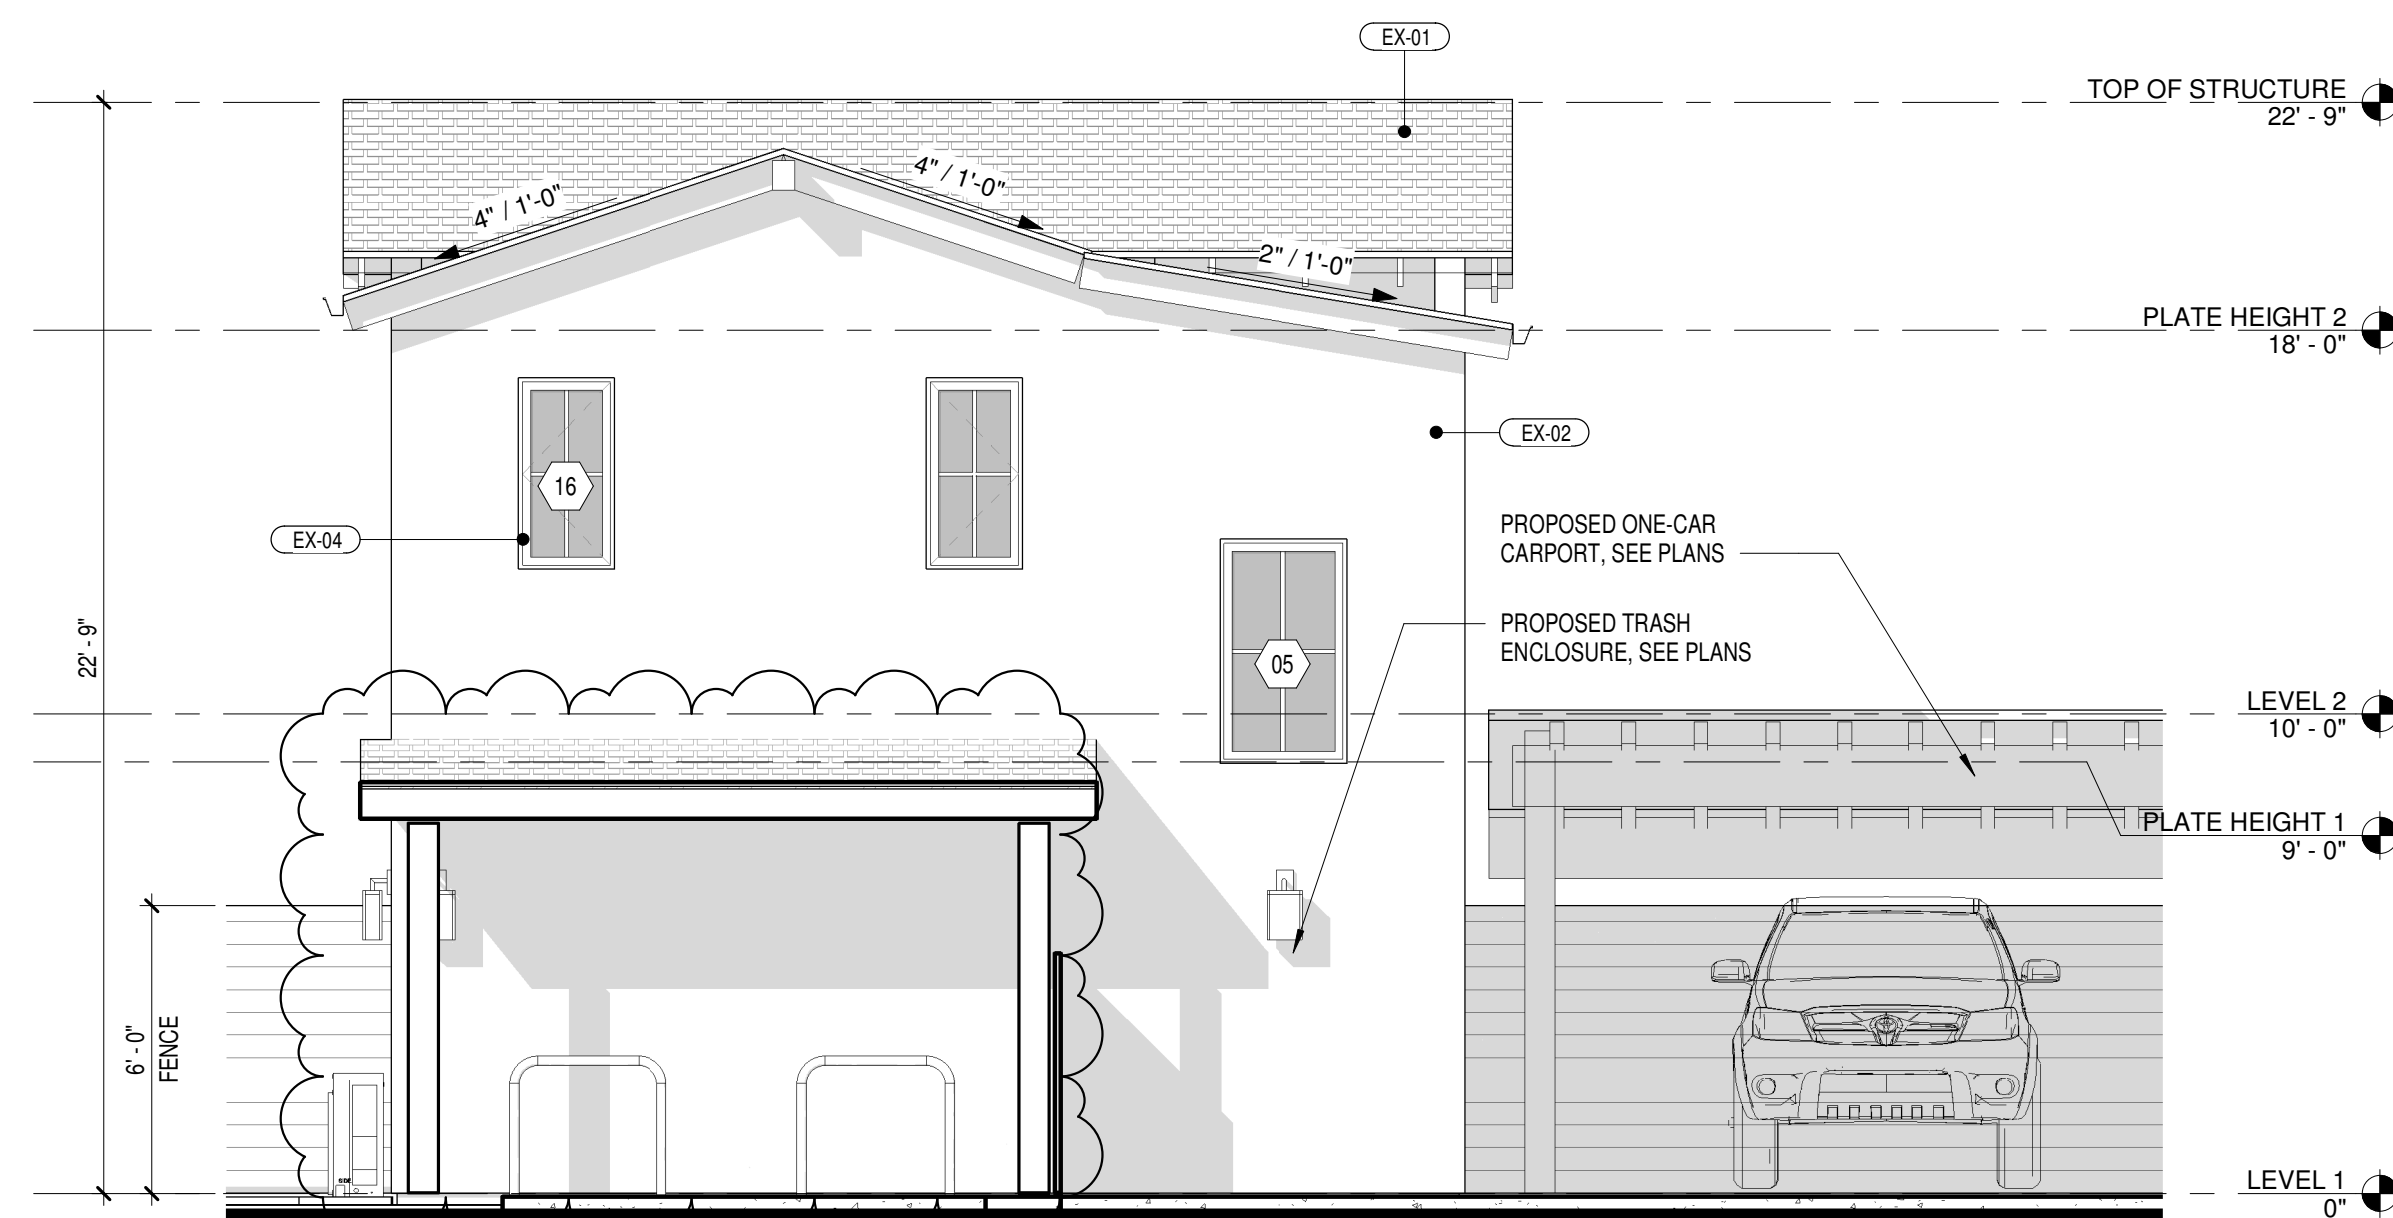 EX-01
TOP OF STRUCTURE
22' - 9"
4" / 1'-0"
4" / 1'-0"
2" / 1'-0"
PLATE HEIGHT 2
18' - 0"
EX-02
16
EX-04
PROPOSED ONE-CAR
CARPORT, SEE PLANS
PROPOSED TRASH
ENCLOSURE, SEE PLANS
05
22' - 9"
LEVEL 2
10' - 0"
PLATE HEIGHT 1
9' - 0"
6' - 0"
FENCE
SIDE
LEVEL 1
0"